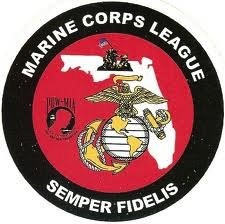 MARINE CORPS LEAGUE
POW★MIA
SEMPER FIDELIS